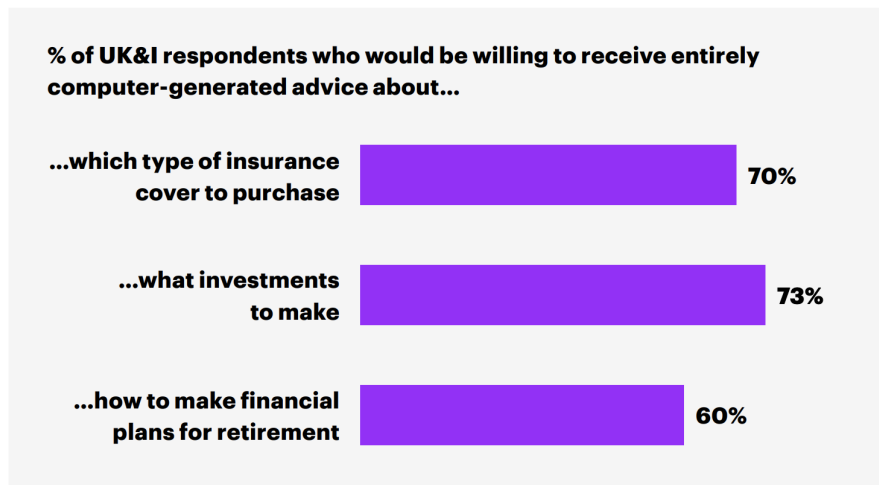 % of UK&I respondents who would be willing to receive entirely
computer-generated advice about...
...which type of insurance
cover to purchase
70%
...what investments
to make
73%
...how to make financial
plans for retirement
60%